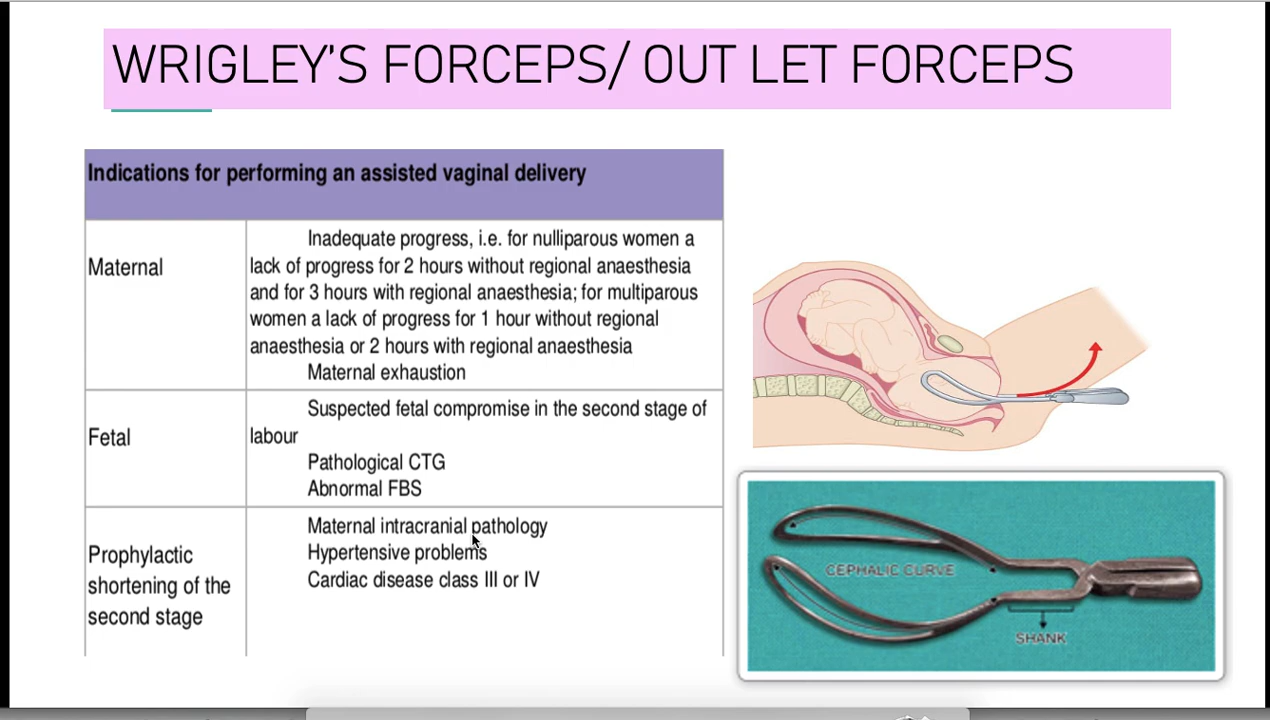 WRIGLEY'S FORCEPS/ OUT LET FORCEPS
Indications for performing an assisted vaginal delivery
Maternal
Inadequate progress, i.e. for nulliparous women a
lack of progress for 2 hours without regional anaesthesia
and for 3 hours with regional anaesthesia; for multiparous
women a lack of progress for 1 hour without regional
anaesthesia or 2 hours with regional anaesthesia
Maternal exhaustion
Fetal
Suspected fetal compromise in the second stage of
labour
Pathological CTG
Abnormal FBS
Prophylactic
shortening of the
second stage
Maternal intracranial pathology
Hypertensive problems
Cardiac disease class III or IV
CEPHALIC CURVE
SHANK